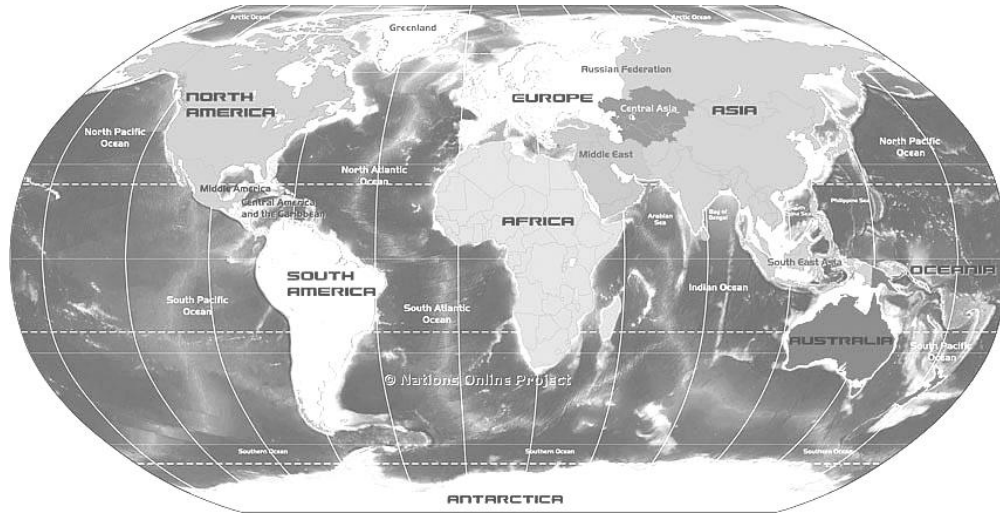 Arctic Ocean
Arctic Ocean
Greenland
Russian Federation
NORTH
AMERICA
EUROPE
Central Asia
ASIA
North Pacific
Ocean
North Pacific
Ocean
Middle East
North Atlantic
Ocean
Middle America
Central America
and the Caribbean
AFRICA
Arabian
Sea
Bay of
Bengal
Philippine Sea
South East Asia
OCEANIA
SOUTH
AMERICA
Indian Ocean
South Pacific
Ocean
South Atlantic
Ocean
AUSTRALIA
South Pacific
Ocean
© Nations Online Project
Southern Ocean
Southern Ocean
Southern Ocean
ANTARCTICA